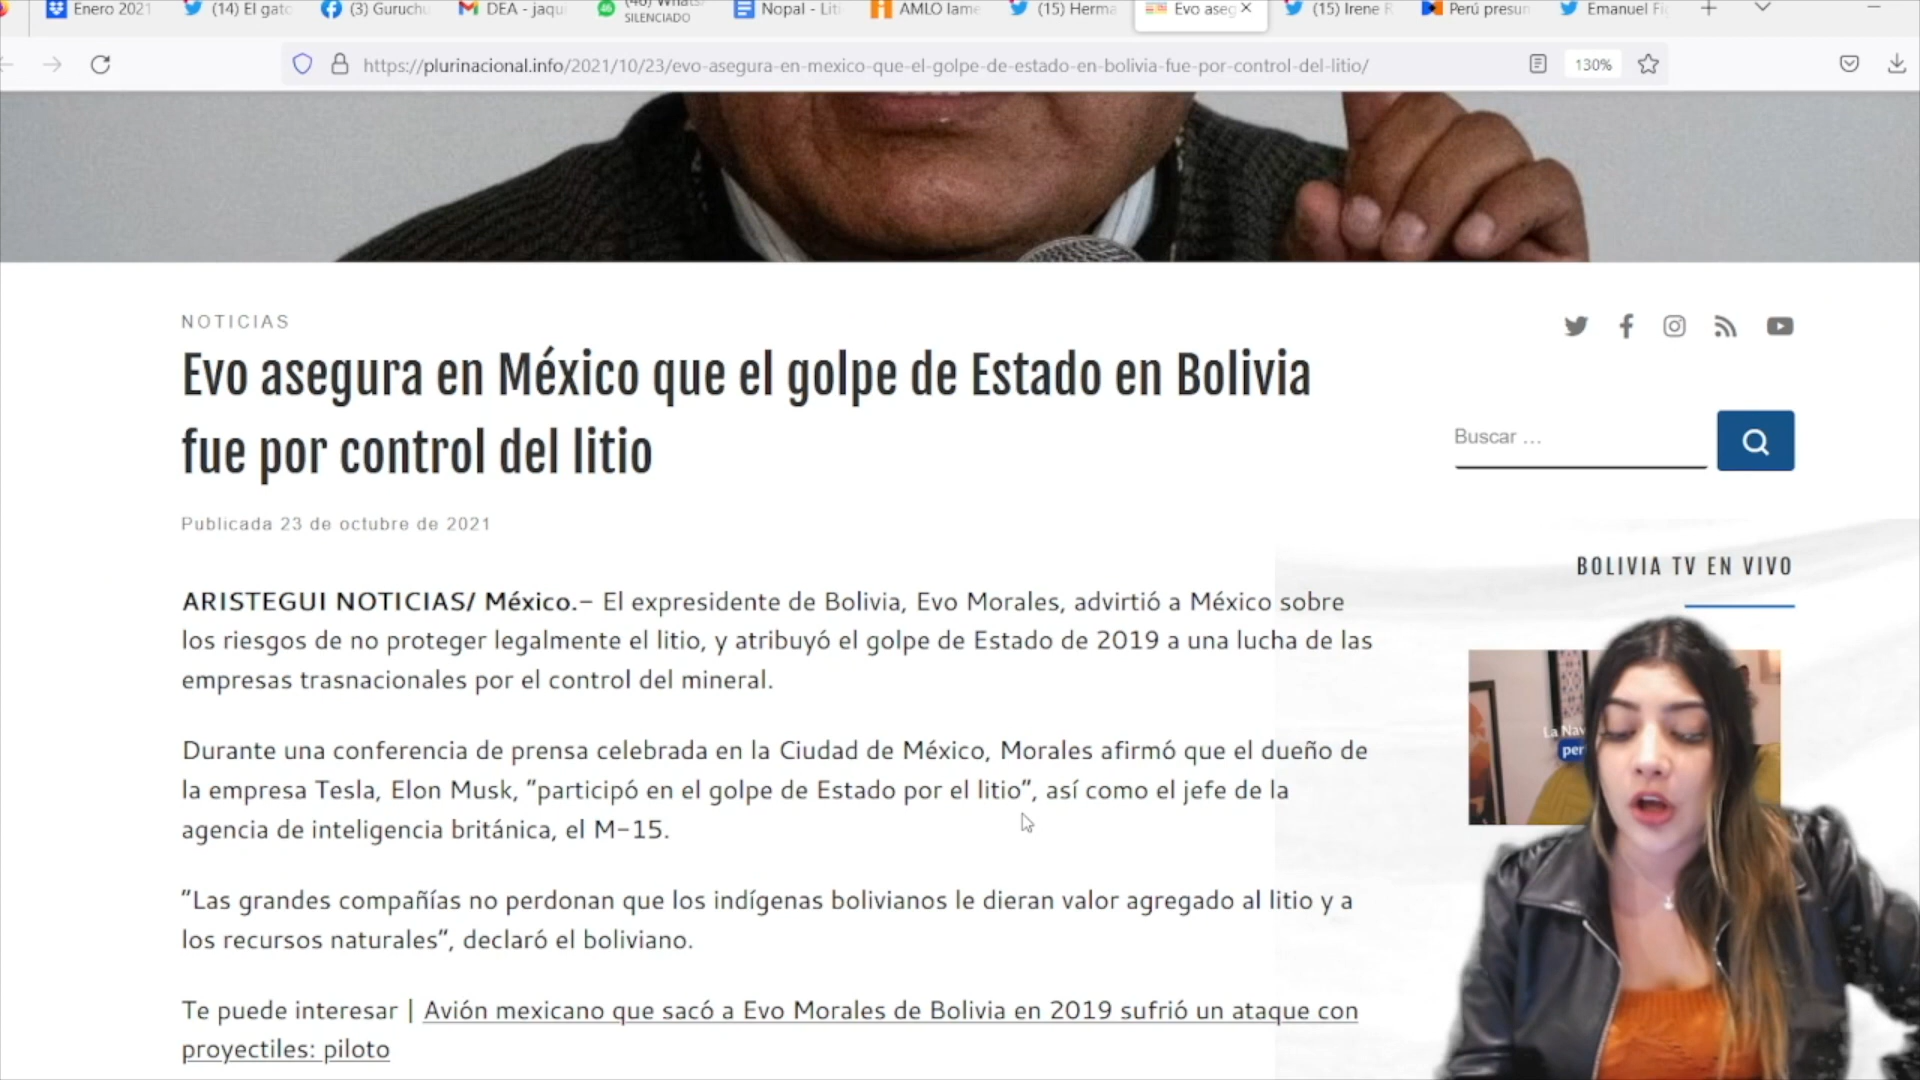 Enero 2021
(14) El gato
(3) Guruchu
DEA - jaqu
SILENCIADO
Nopal - Liti
AMLO lame
(15) Herma
Evo aseg
(15) Irene R
Perú presun
Emanuel Fi
https://plurinacional.info/2021/10/23/evo-asegura-en-mexico-que-el-golpe-de-estado-en-bolivia-fue-por-control-del-litio/
130%
NOTICIAS
Evo asegura en México que el golpe de Estado en Bolivia
fue por control del litio
Publicada 23 de octubre de 2021
Buscar ...
BOLIVIA TV EN VIVO
ARISTEGUI NOTICIAS/ México.– El expresidente de Bolivia, Evo Morales, advirtió a México sobre
los riesgos de no proteger legalmente el litio, y atribuyó el golpe de Estado de 2019 a una lucha de las
empresas trasnacionales por el control del mineral.
Durante una conferencia de prensa celebrada en la Ciudad de México, Morales afirmó que el dueño de
la empresa Tesla, Elon Musk, “participó en el golpe de Estado por el litio”, así como el jefe de la
agencia de inteligencia británica, el M-15.
“Las grandes compañías no perdonan que los indígenas bolivianos le dieran valor agregado al litio y a
los recursos naturales”, declaró el boliviano.
Te puede interesar | Avión mexicano que sacó a Evo Morales de Bolivia en 2019 sufrió un ataque con
proyectiles: piloto
La Nav
per